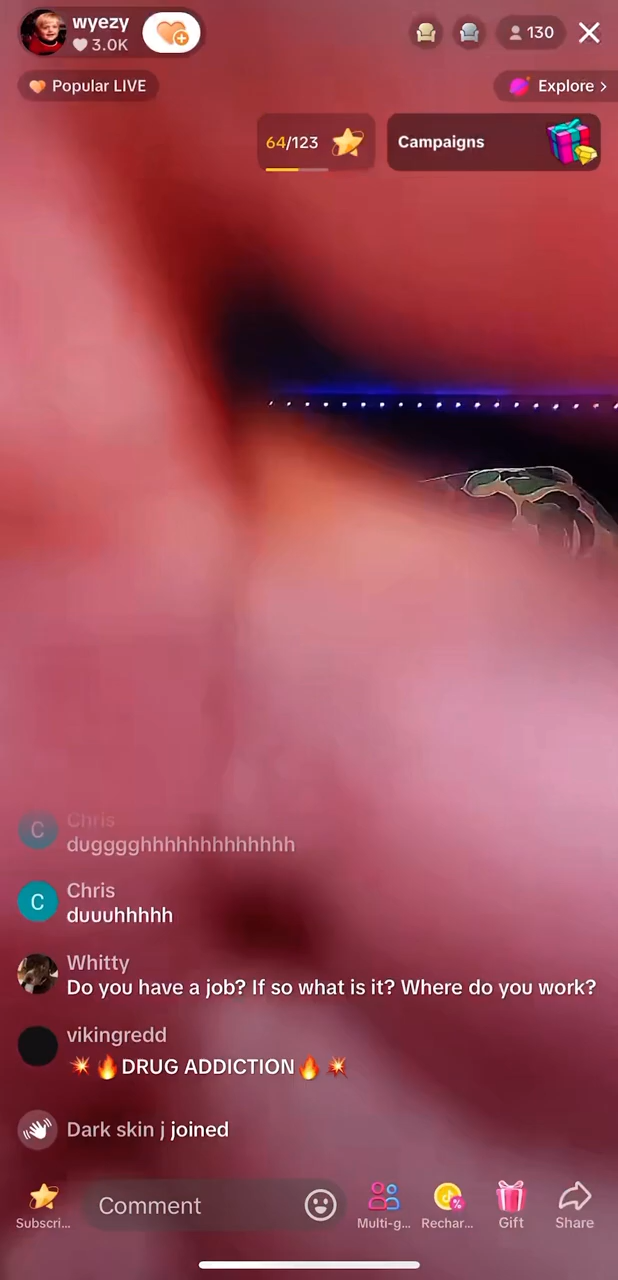 wyezy
3.0K
130
Popular LIVE
Explore >
64/123
Campaigns
Chris
dugggghhhhhhhhhhhhh
C
Chris
duuuhhhhh
C
Whitty
Do you have a job? If so what is it? Where do you work?
vikingredd
💥🔥DRUG ADDICTION🔥💥
Dark skin j joined
Subscri...
Comment
Multi-g...
Rechar...
Gift
Share